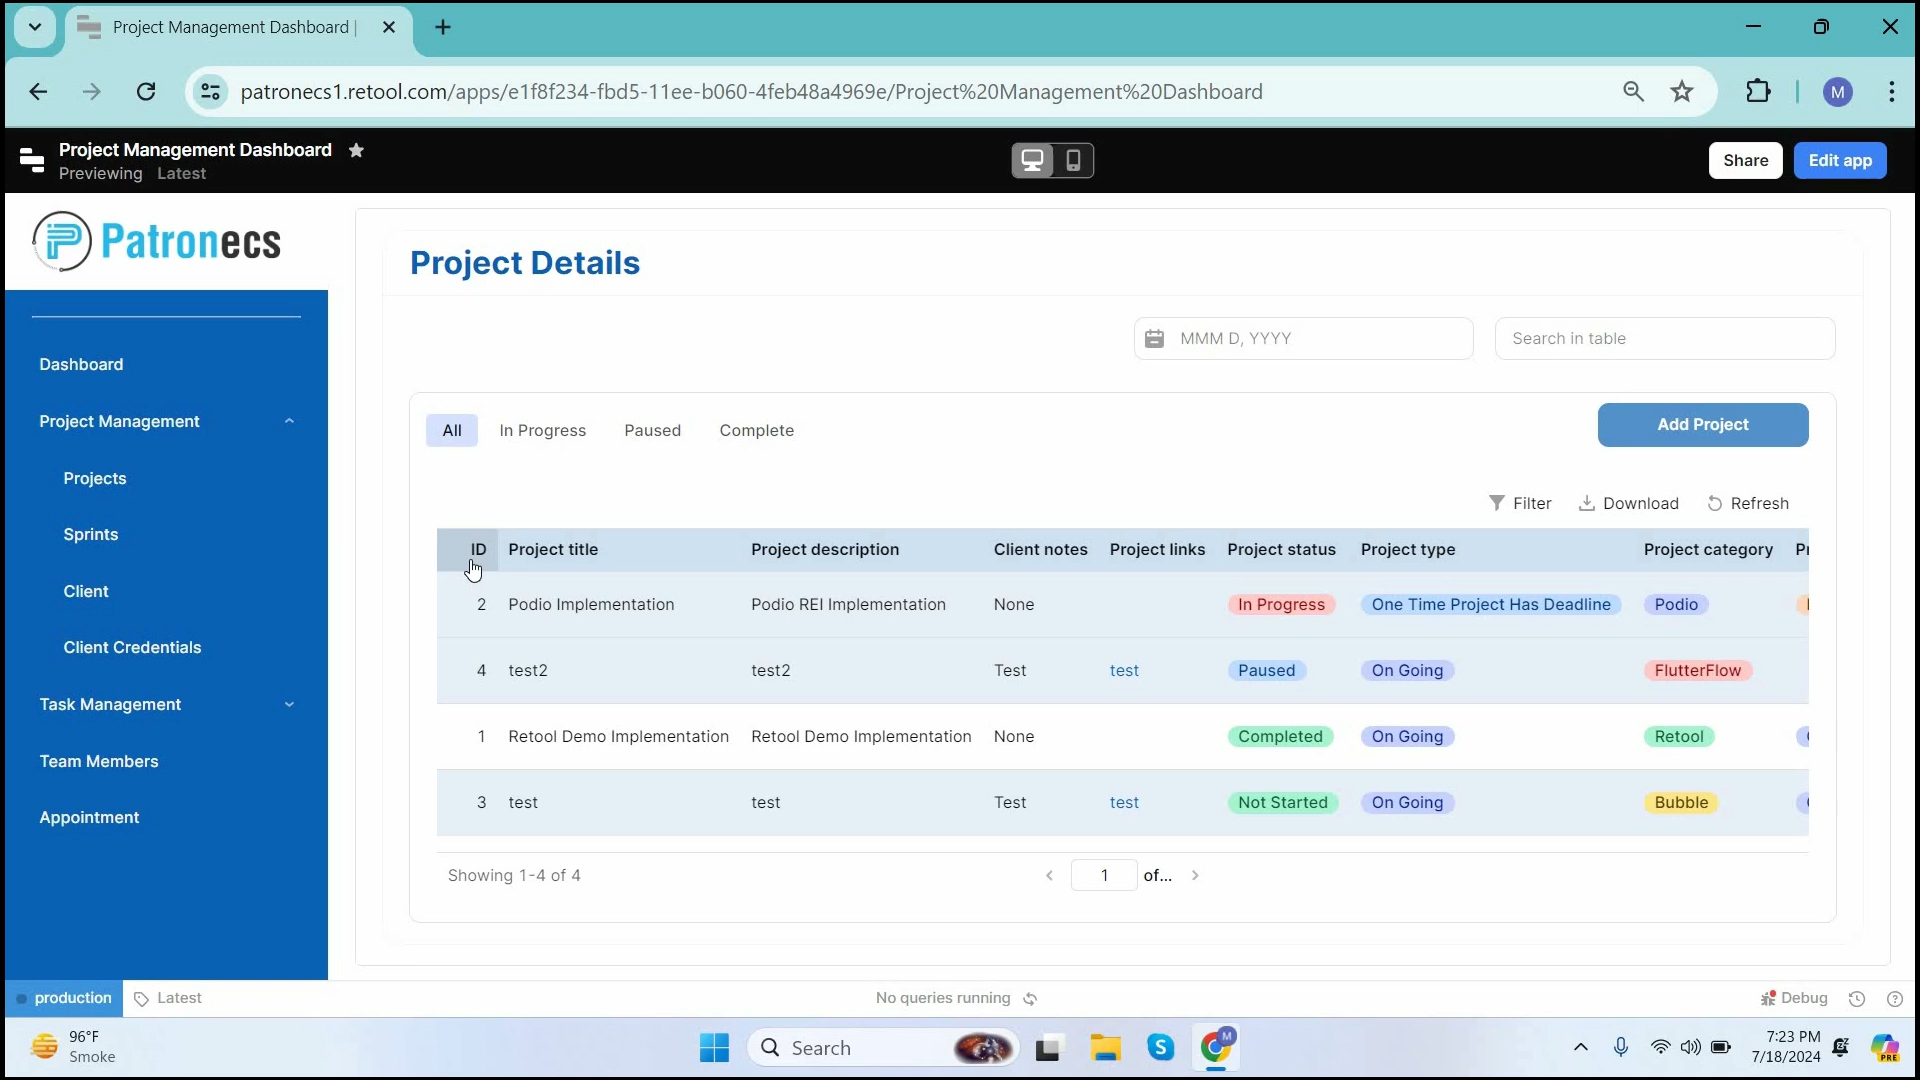 Project Management Dashboard |
patronecs1.retool.com/apps/e1f8f234-fbd5-11ee-b060-4feb48a4969e/Project%20Management%20Dashboard
M
Project Management Dashboard
Previewing Latest
Share
Edit app
Patronecs
Dashboard
Project Management
Projects
Sprints
Client
Client Credentials
Task Management
Team Members
Appointment
Project Details
MMM D, YYYY
Search in table
All In Progress Paused Complete
Add Project
Filter Download Refresh
ID Project title Project description Client notes Project links Project status Project type Project category
2 Podio Implementation Podio REI Implementation None In Progress One Time Project Has Deadline Podio
4 test2 test2 Test test Paused On Going FlutterFlow
1 Retool Demo Implementation Retool Demo Implementation None Completed On Going Retool
3 test test Test test Not Started On Going Bubble
Showing 1-4 of 4
1 of...
production Latest
No queries running
Debug
96°F
Smoke
Search
S
M
7:23 PM
7/18/2024
PRE